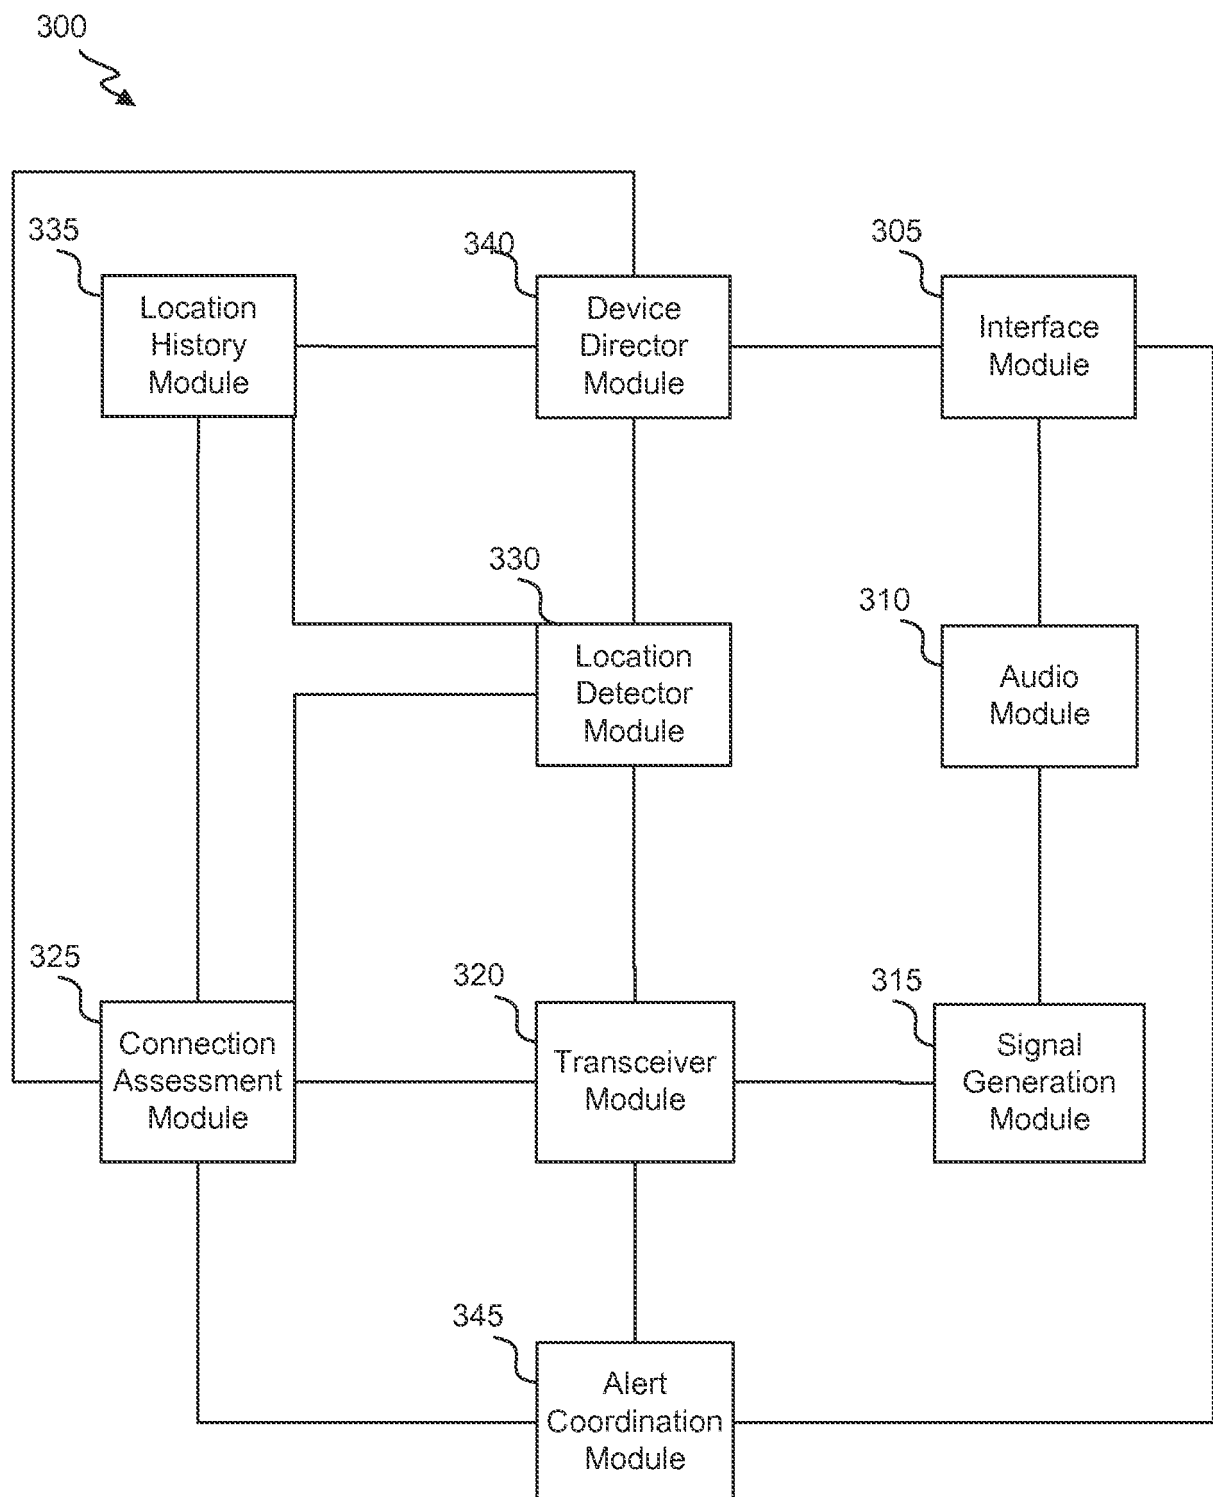 300
335
Location
History
Module
340
Device
Director
Module
305
Interface
Module
330
Location
Detector
Module
310
Audio
Module
325
Connection
Assessment
Module
320
Transceiver
Module
315
Signal
Generation
Module
345
Alert
Coordination
Module